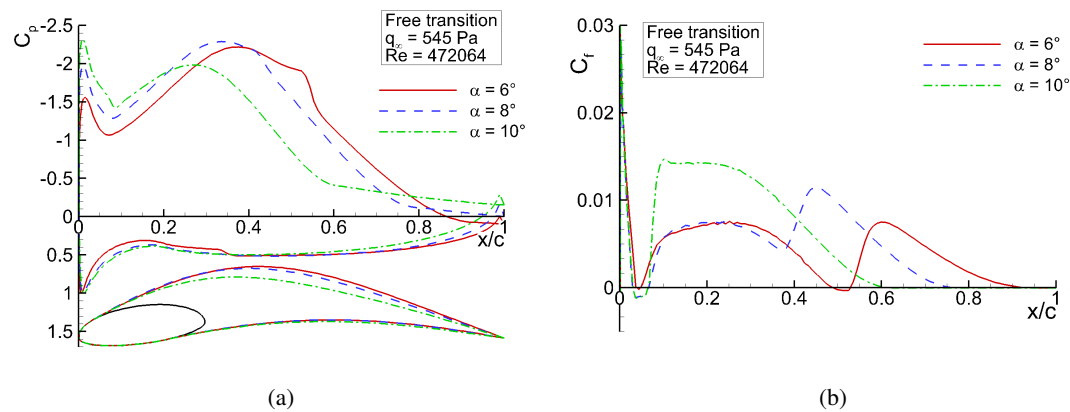 -2.5
-2
-1.5
-1
-0.5
0
0.5
1
1.5
Cp
Free transition
q∞ = 545 Pa
Re = 472064
α = 6°
α = 8°
α = 10°
0 0.2 0.4 0.6 0.8 1
x/c
(a)
0.03
0.02
0.01
0
Cf
Free transition
q∞ = 545 Pa
Re = 472064
α = 6°
α = 8°
α = 10°
0 0.2 0.4 0.6 0.8 1
x/c
(b)